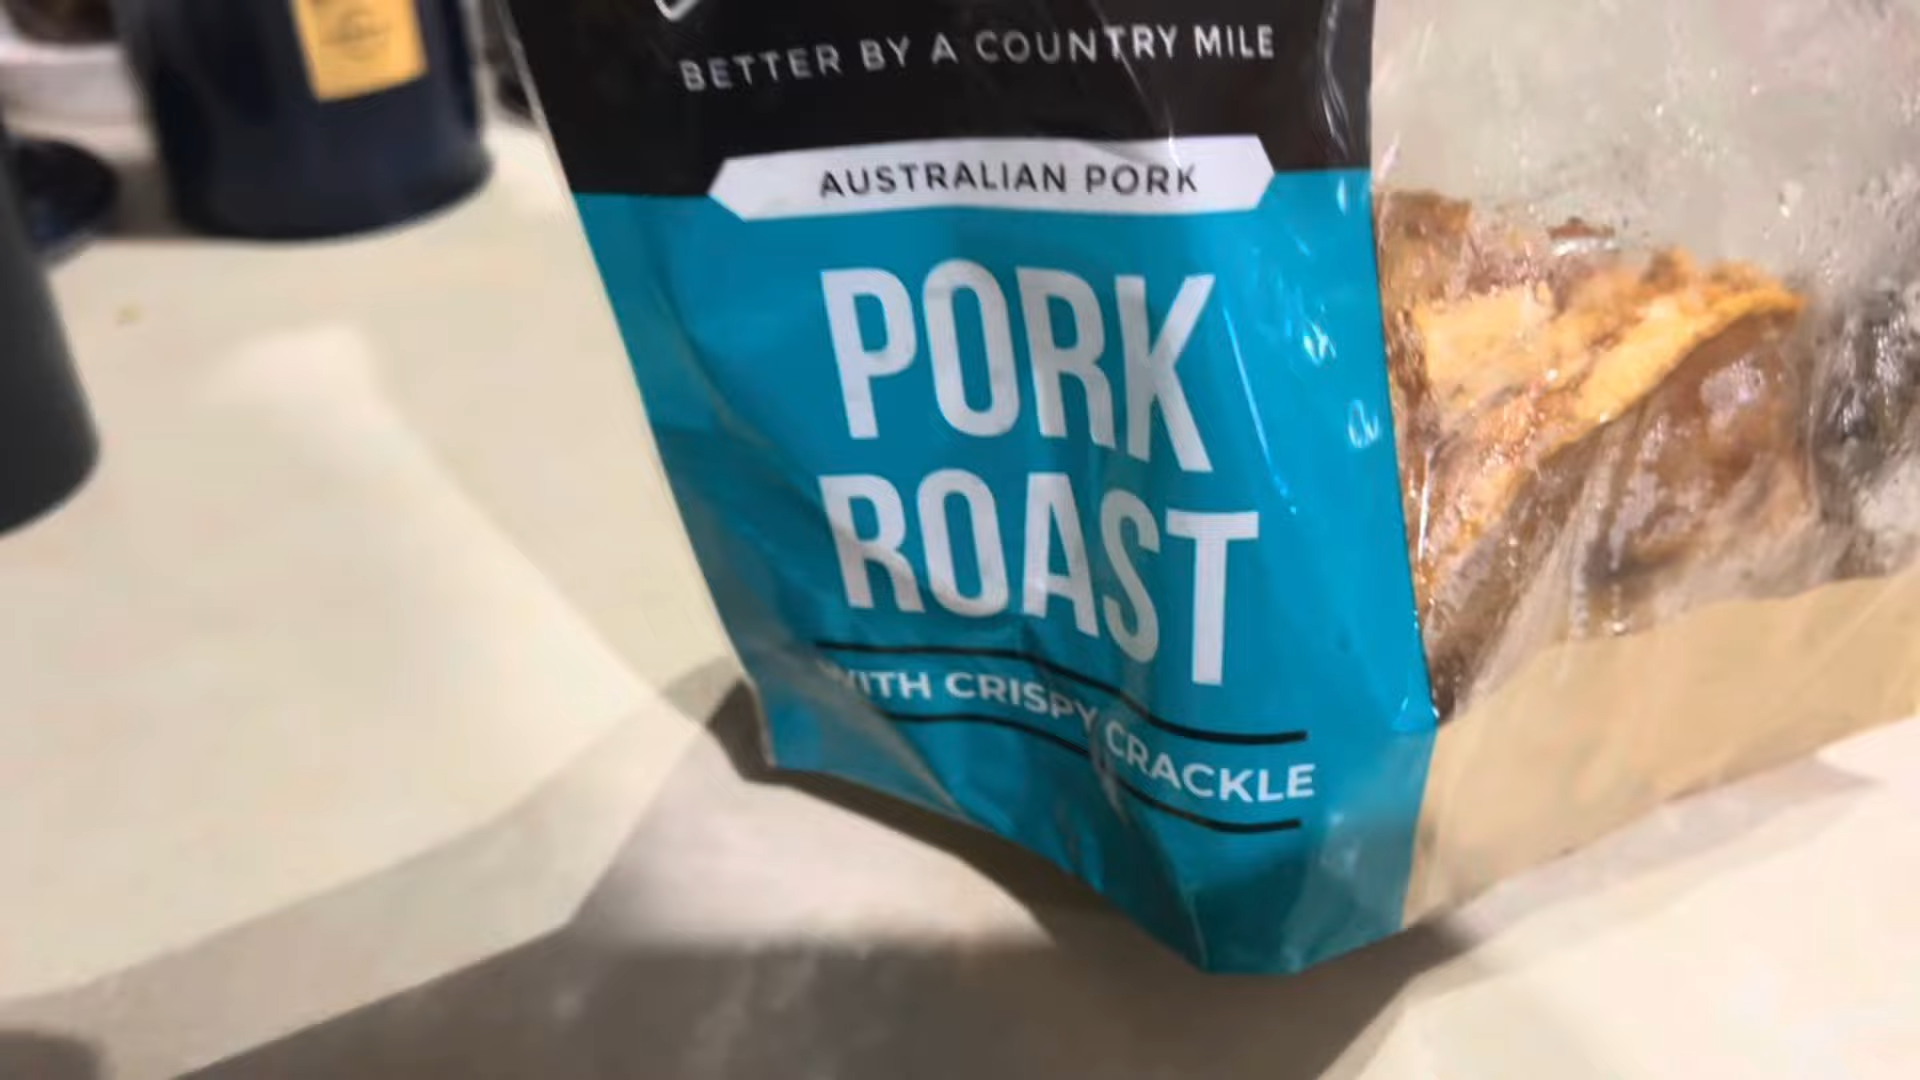 BETTER BY A COUNTRY MILE
AUSTRALIAN PORK
PORK
ROAST
WITH CRISPY CRACKLE